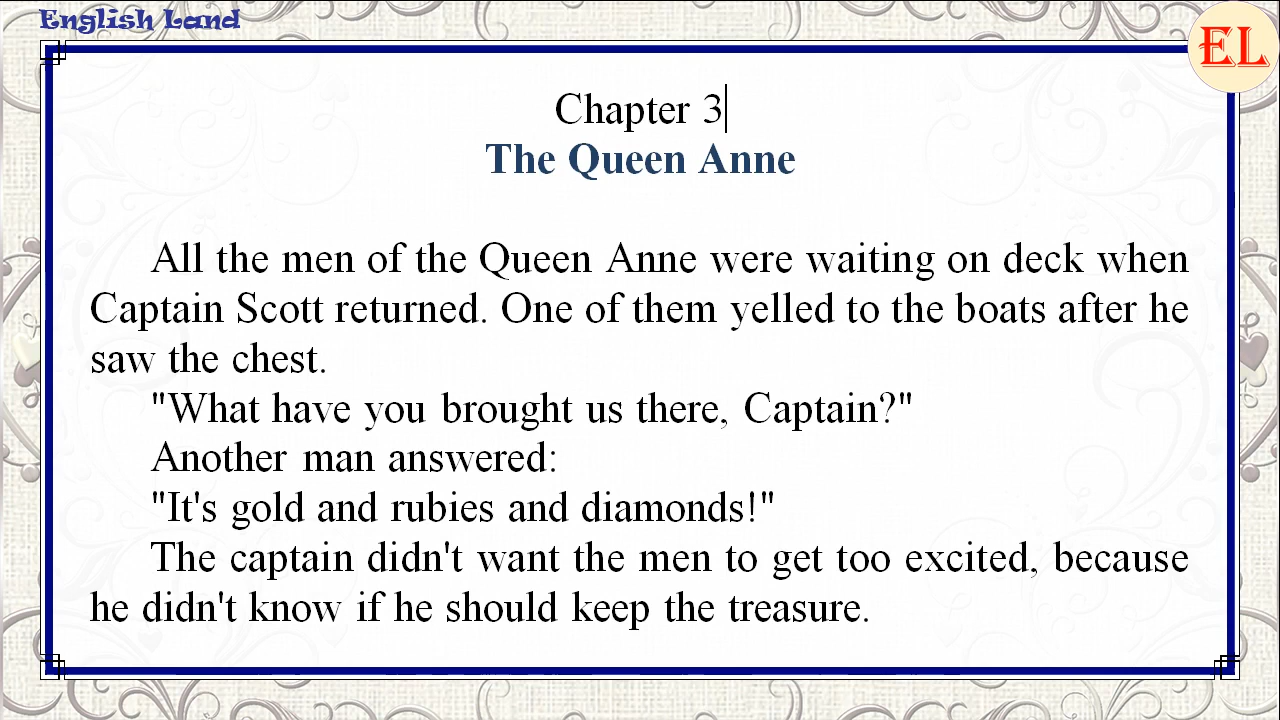 English Land
EL
Chapter 3
The Queen Anne
All the men of the Queen Anne were waiting on deck when
Captain Scott returned. One of them yelled to the boats after he
saw the chest.
"What have you brought us there, Captain?"
Another man answered:
"It's gold and rubies and diamonds!"
The captain didn't want the men to get too excited, because
he didn't know if he should keep the treasure.